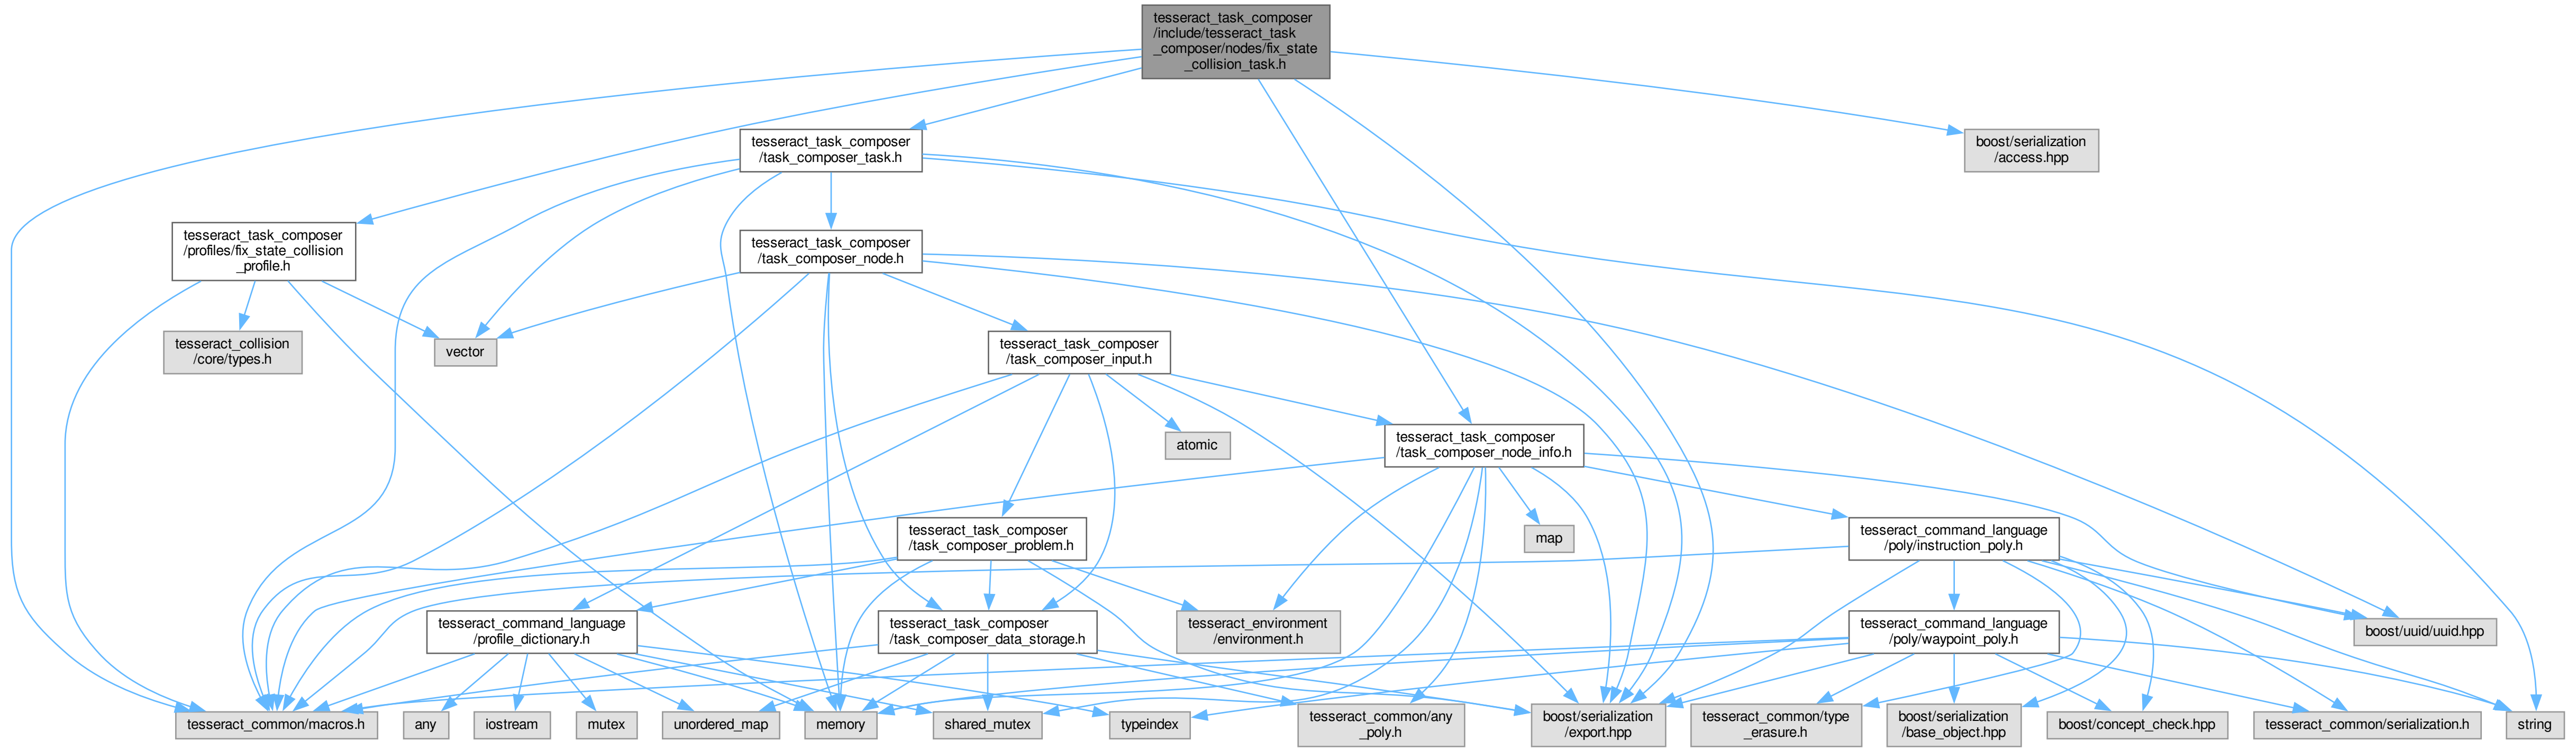 tesseract_task_composer
/include/tesseract_task
_composer/nodes/fix_state
_collision_task.h
tesseract_task_composer
/task_composer_task.h
boost/serialization
/access.hpp
tesseract_task_composer
/profiles/fix_state_collision
_profile.h
tesseract_task_composer
/task_composer_node.h
tesseract_collision
/core/types.h
vector
tesseract_task_composer
/task_composer_input.h
atomic
tesseract_task_composer
/task_composer_node_info.h
tesseract_task_composer
/task_composer_problem.h
map
tesseract_command_language
/poly/instruction_poly.h
tesseract_command_language
/profile_dictionary.h
tesseract_task_composer
/task_composer_data_storage.h
tesseract_environment
/environment.h
tesseract_command_language
/poly/waypoint_poly.h
boost/uuid/uuid.hpp
tesseract_common/macros.h
any
iostream
mutex
unordered_map
memory
shared_mutex
typeindex
tesseract_common/any
_poly.h
boost/serialization
/export.hpp
tesseract_common/type
_erasure.h
boost/serialization
/base_object.hpp
boost/concept_check.hpp
tesseract_common/serialization.h
string